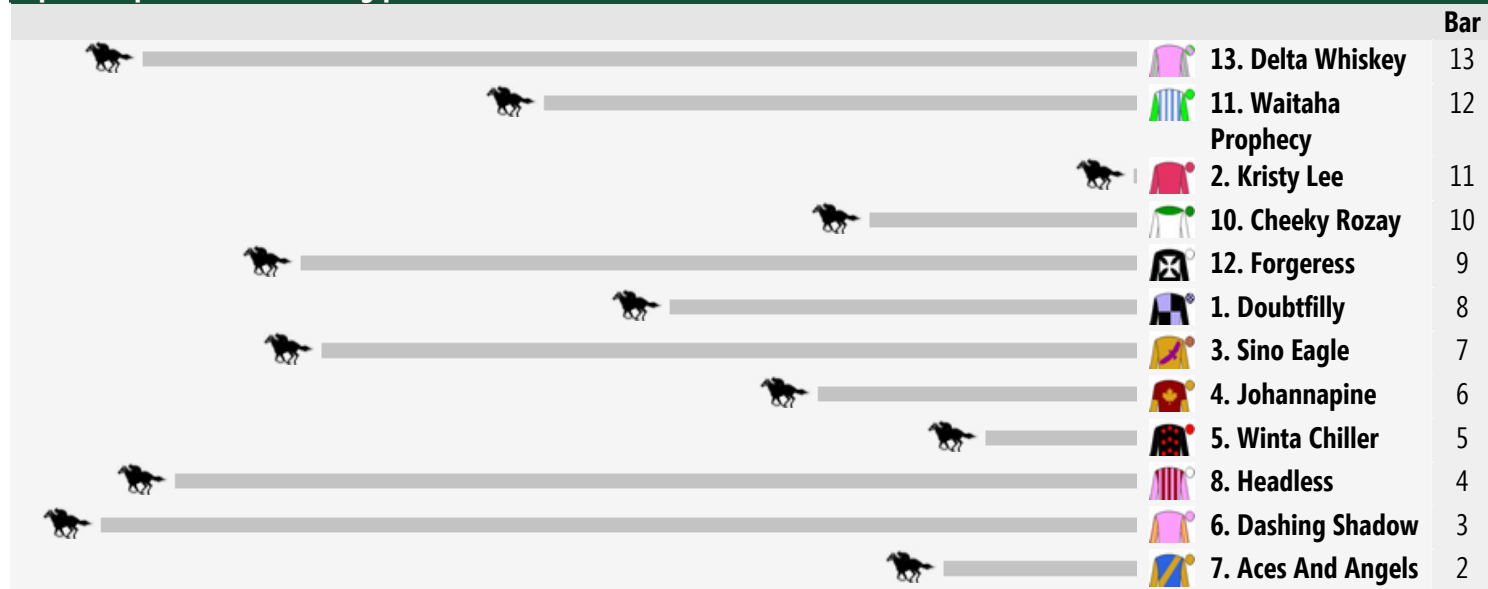 Bar
13. Delta Whiskey 13
11. Waitaha 12
Prophecy
2. Kristy Lee 11
10. Cheeky Rozay 10
12. Forgeress 9
1. Doubtfilly 8
3. Sino Eagle 7
4. Johannapine 6
5. Winta Chiller 5
8. Headless 4
6. Dashing Shadow 3
7. Aces And Angels 2